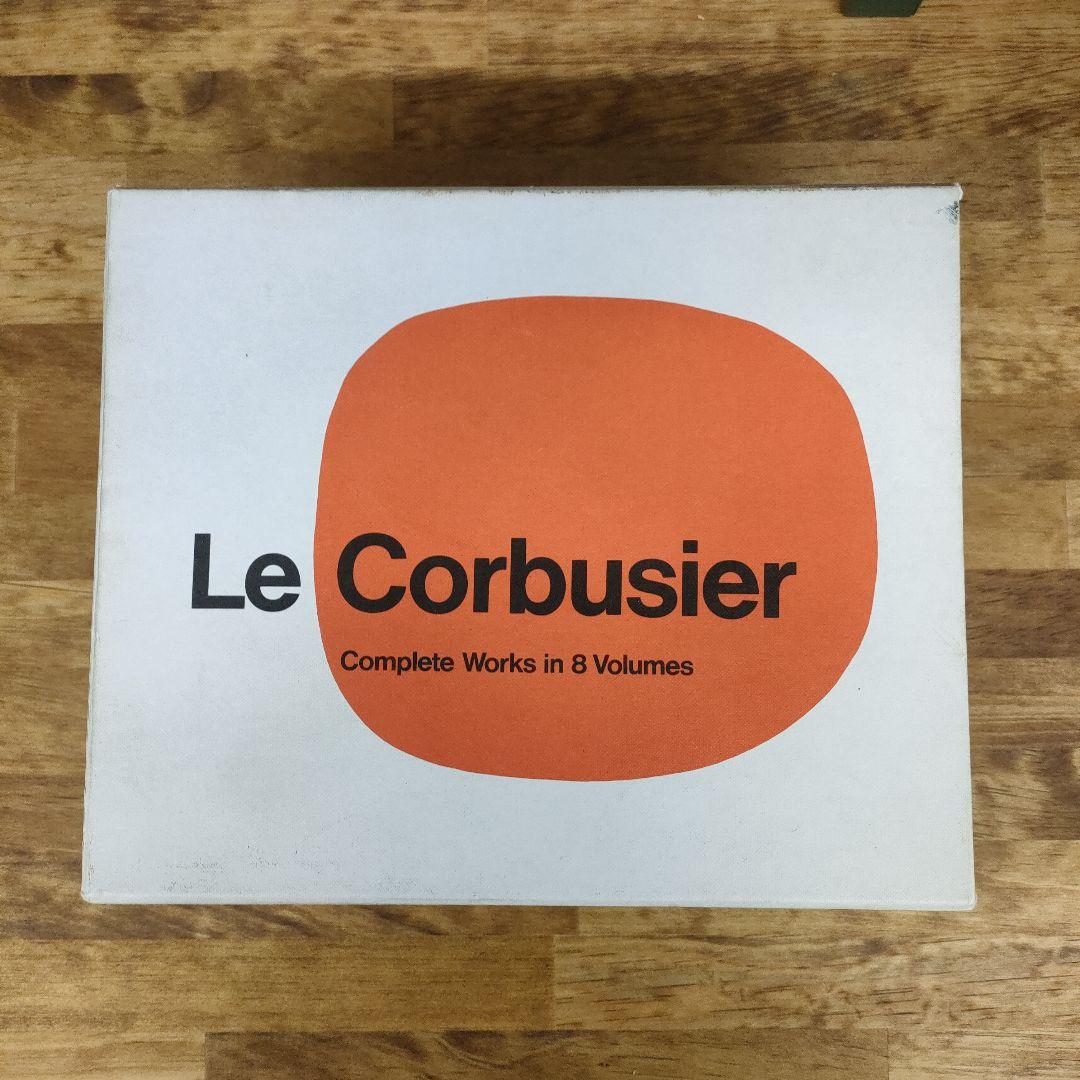 Le Corbusier
Complete Works in 8 Volumes